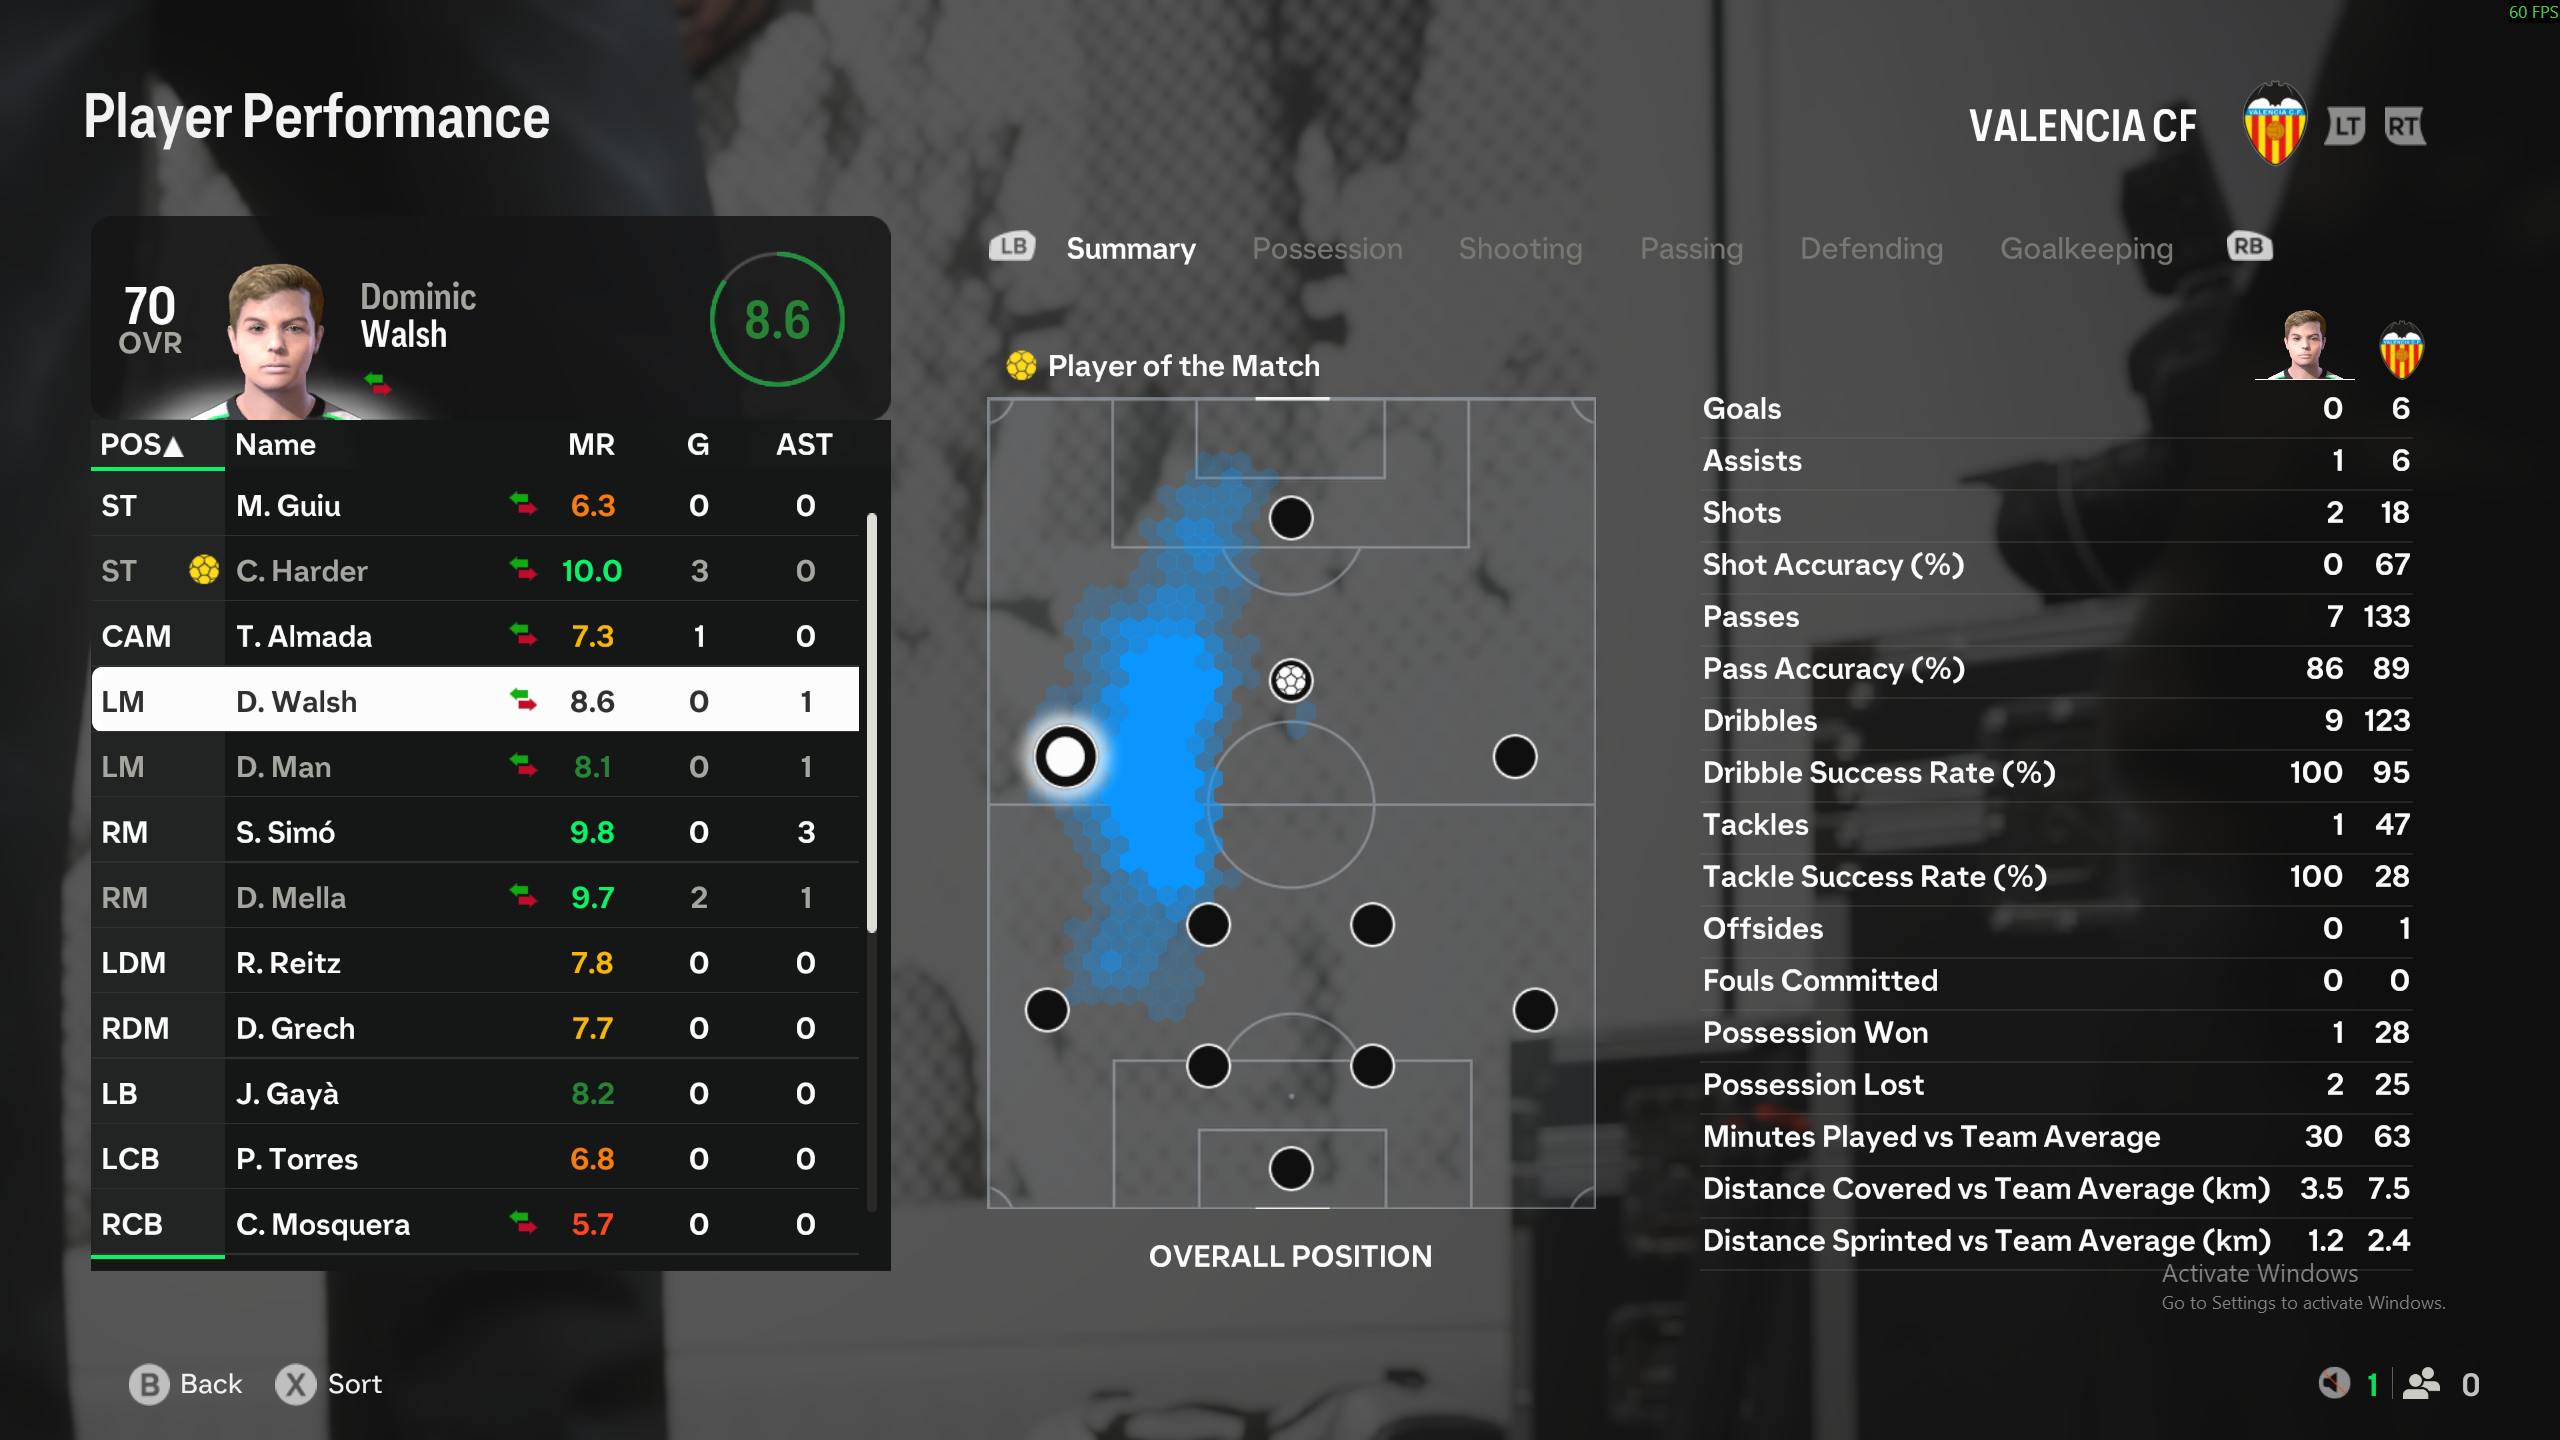 60 FPS
Player Performance
VALENCIA CF
LT RT
70 OVR
Dominic
Walsh
8.6
LB Summary Possession Shooting Passing Defending Goalkeeping RB
Player of the Match
POS▲ Name MR G AST
ST M. Guiu 6.3 0 0
ST C. Harder 10.0 3 0
CAM T. Almada 7.3 1 0
LM D. Walsh 8.6 0 1
LM D. Man 8.1 0 1
RM S. Simó 9.8 0 3
RM D. Mella 9.7 2 1
LDM R. Reitz 7.8 0 0
RDM D. Grech 7.7 0 0
LB J. Gayà 8.2 0 0
LCB P. Torres 6.8 0 0
RCB C. Mosquera 5.7 0 0
OVERALL POSITION
Goals 0 6
Assists 1 6
Shots 2 18
Shot Accuracy (%) 0 67
Passes 7 133
Pass Accuracy (%) 86 89
Dribbles 9 123
Dribble Success Rate (%) 100 95
Tackles 1 47
Tackle Success Rate (%) 100 28
Offsides 0 1
Fouls Committed 0 0
Possession Won 1 28
Possession Lost 2 25
Minutes Played vs Team Average 30 63
Distance Covered vs Team Average (km) 3.5 7.5
Distance Sprinted vs Team Average (km) 1.2 2.4
Activate Windows
Go to Settings to activate Windows.
B Back X Sort
1 0